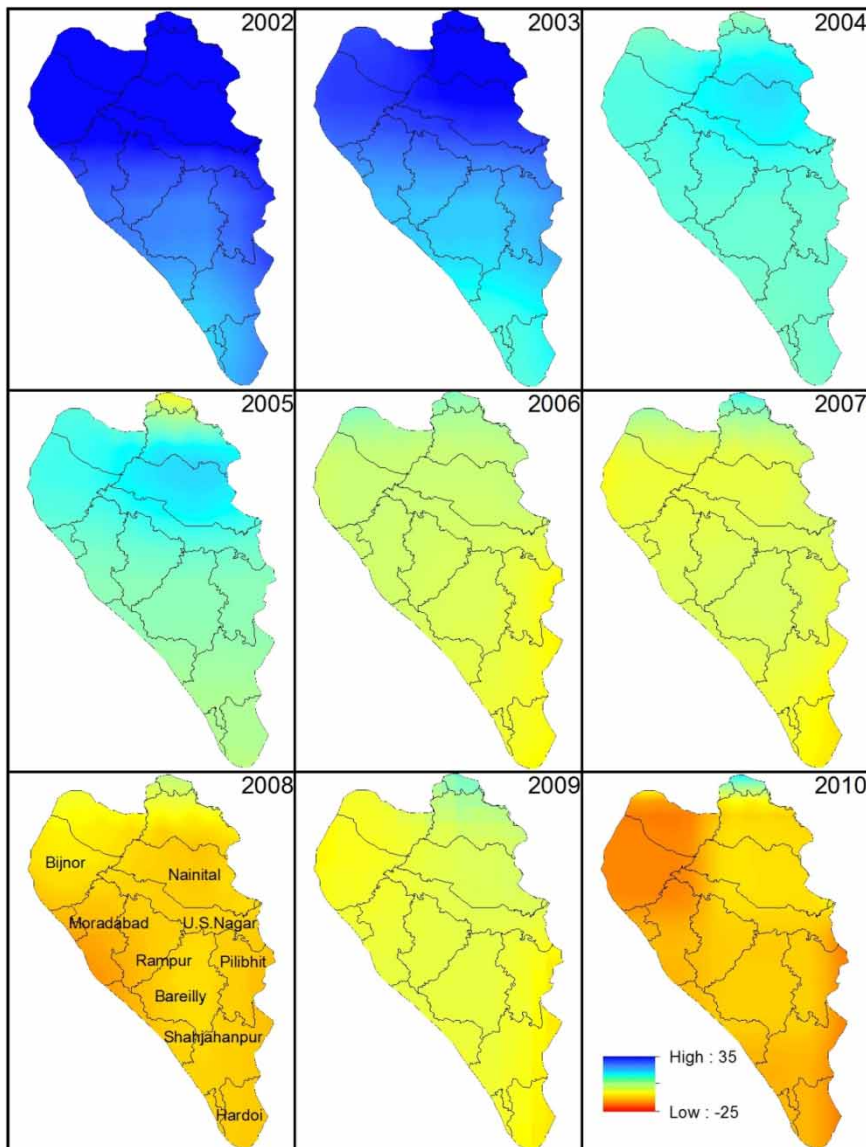 2002
2003
2004
2005
2006
2007
2008
2009
2010
Bijnor
Nainital
Moradabad
U.S.Nagar
Rampur
Pilibhit
Bareilly
Shahjahanpur
Hardoi
High : 35
Low : -25